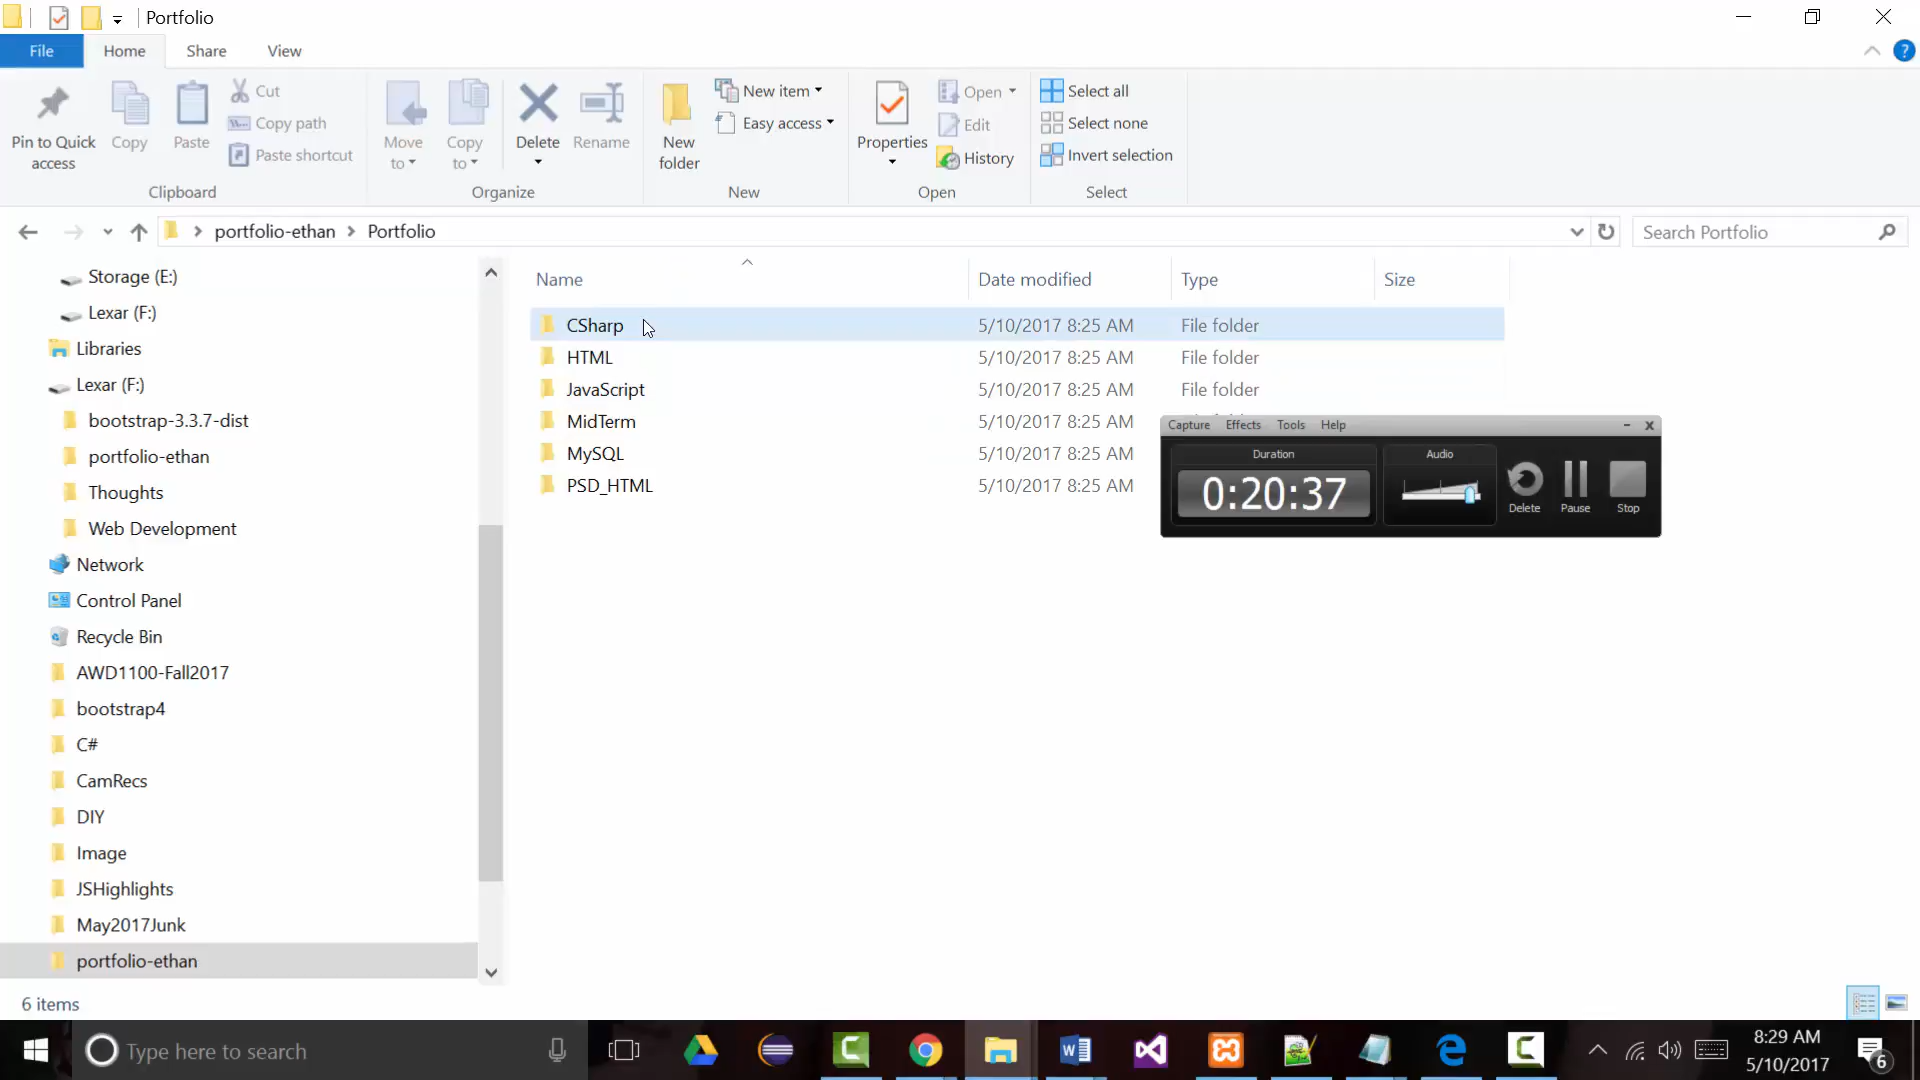 Portfolio
File Home Share View
Pin to Quick access
Copy
Paste
Cut
Copy path
Paste shortcut
Clipboard
Move to
Copy to
Delete
Rename
Organize
New folder
New item
Easy access
New
Properties
Open
Edit
History
Open
Select all
Select none
Invert selection
Select
portfolio-ethan > Portfolio
Search Portfolio
Storage (E:)
Lexar (F:)
Libraries
Lexar (F:)
bootstrap-3.3.7-dist
portfolio-ethan
Thoughts
Web Development
Network
Control Panel
Recycle Bin
AWD1100-Fall2017
bootstrap4
C#
CamRecs
DIY
Image
JSHighlights
May2017Junk
portfolio-ethan
Name Date modified Type Size
CSharp 5/10/2017 8:25 AM File folder
HTML 5/10/2017 8:25 AM File folder
JavaScript 5/10/2017 8:25 AM File folder
MidTerm 5/10/2017 8:25 AM
MySQL 5/10/2017 8:25 AM
PSD_HTML 5/10/2017 8:25 AM
Capture Effects Tools Help
Duration
0:20:37
Audio
Delete Pause Stop
6 items
Type here to search
8:29 AM
5/10/2017
6